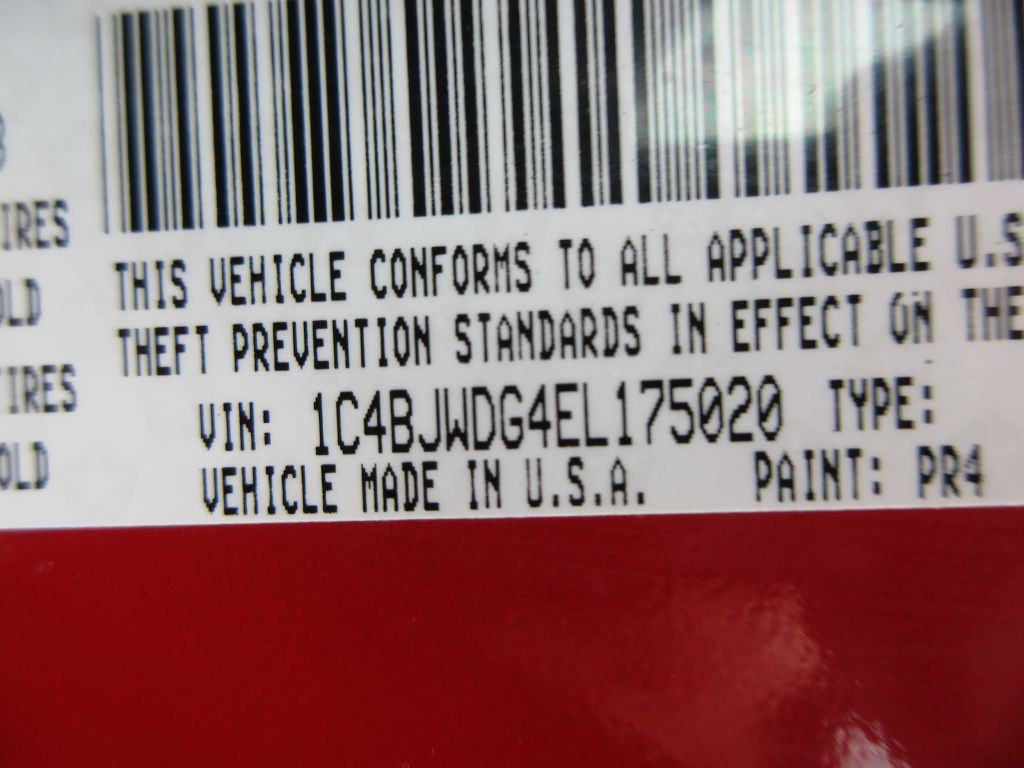 IRES
THIS VEHICLE CONFORMS TO ALL APPLICABLE U.S
OLD
THEFT PREVENTION STANDARDS IN EFFECT ON THE
IRES
VIN: 1C4BJWDG4EL175020 TYPE:
OLD
VEHICLE MADE IN U.S.A. PAINT: PR4